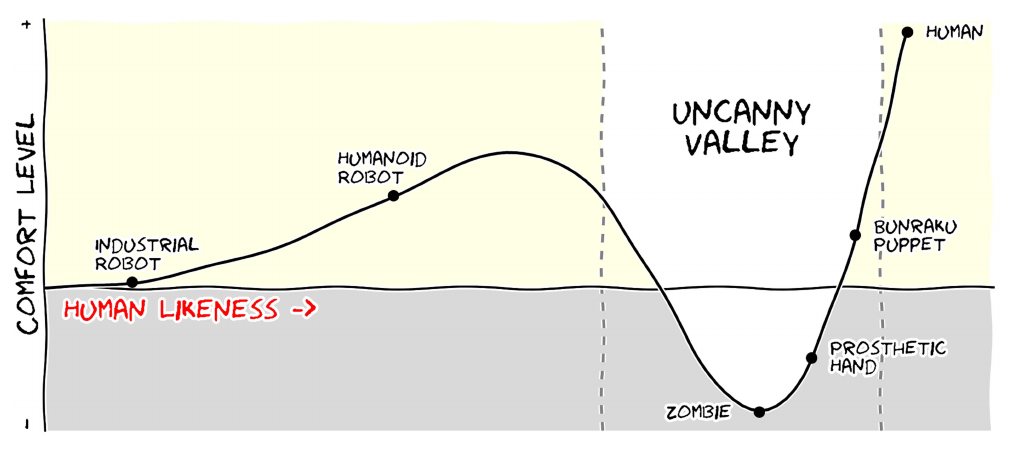 +
HUMAN
UNCANNY
VALLEY
HUMANOID
ROBOT
BUNRAKU
PUPPET
INDUSTRIAL
ROBOT
COMFORT LEVEL
HUMAN LIKENESS ->
PROSTHETIC
HAND
ZOMBIE
-